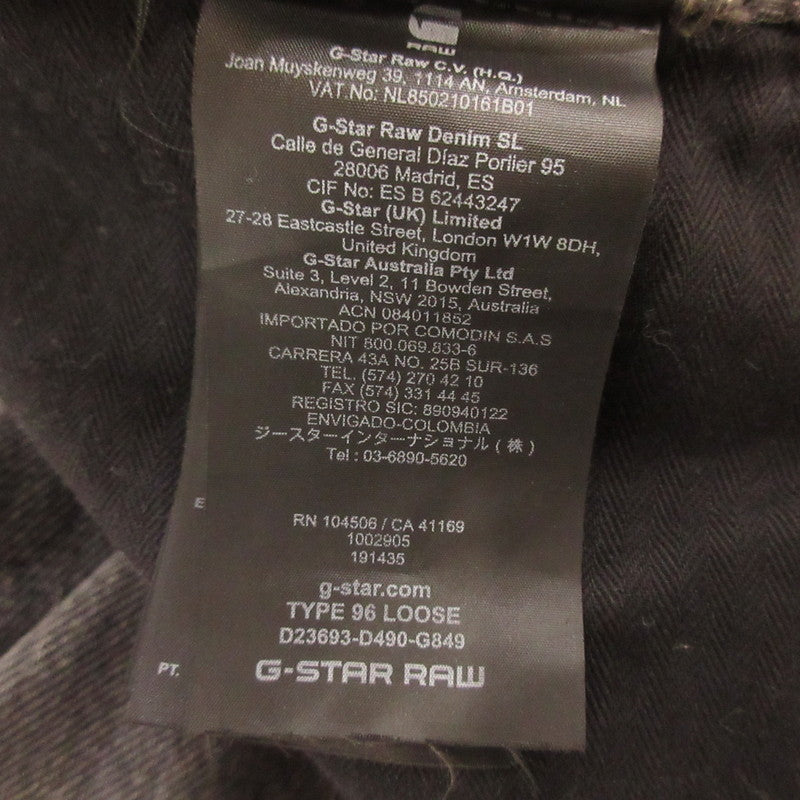 RAW
G-Star Raw C.V. (H.Q.)
Joan Muyskenweg 39, 1114 AN, Amsterdam, NL
VAT No: NL850210161B01
G-Star Raw Denim SL
Calle de General Díaz Porlier 95
28006 Madrid, ES
CIF No: ES B 62443247
G-Star (UK) Limited
27-28 Eastcastle Street, London W1W 8DH,
United Kingdom
G-Star Australia Pty Ltd
Suite 3, Level 2, 11 Bowden Street,
Alexandria, NSW 2015, Australia
ACN 084011852
IMPORTADO POR COMODIN S.A.S
NIT 800.069.833-6
CARRERA 43A NO. 25B SUR-136
TEL. (574) 270 42 10
FAX (574) 331 44 45
REGISTRO SIC: 890940122
ENVIGADO-COLOMBIA
ジースターインターナショナル (株)
Tel : 03-6890-5620
E
RN 104506 / CA 41169
1002905
191435
g-star.com
TYPE 96 LOOSE
D23693-D490-G849
PT.
G-STAR RAW